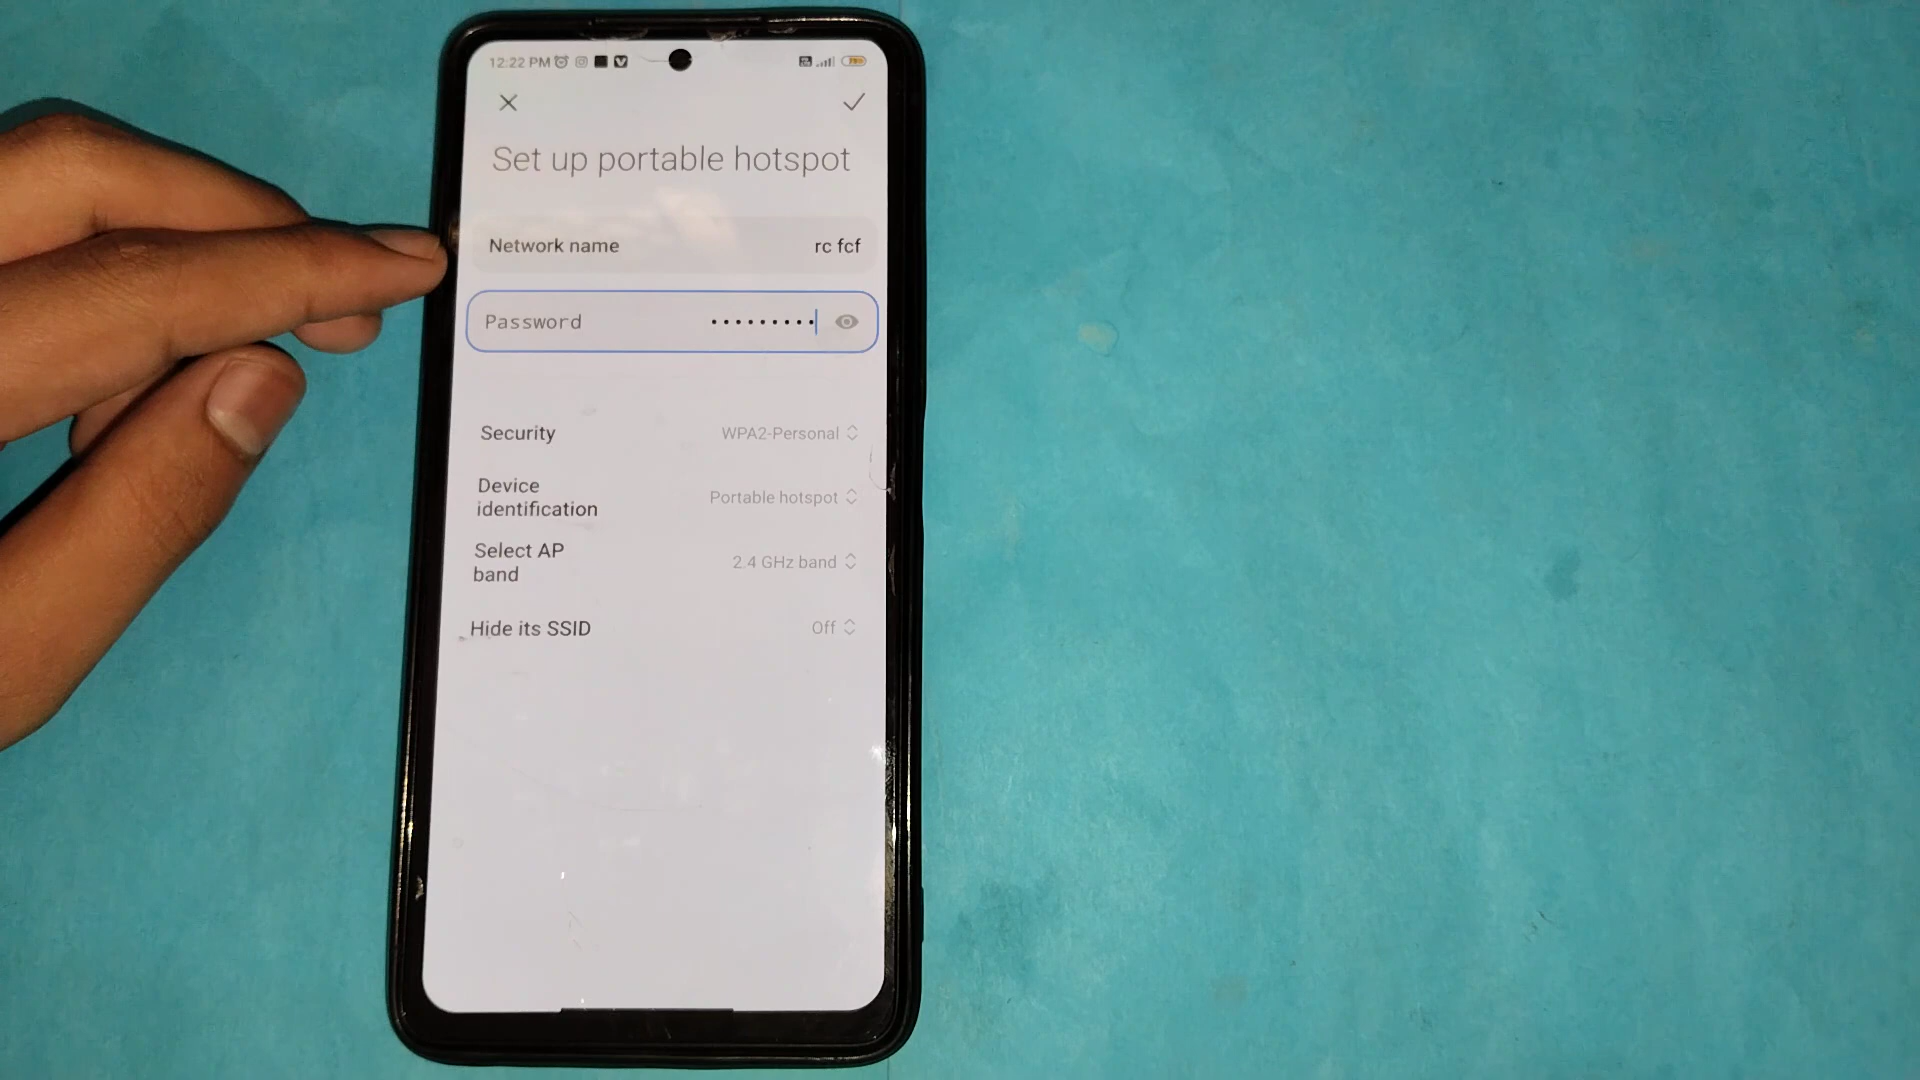 12:22 PM
Set up portable hotspot
Network name rc fcf
Password ••••••••••
Security WPA2-Personal
Device
identification Portable hotspot
Select AP
band 2.4 GHz band
Hide its SSID Off